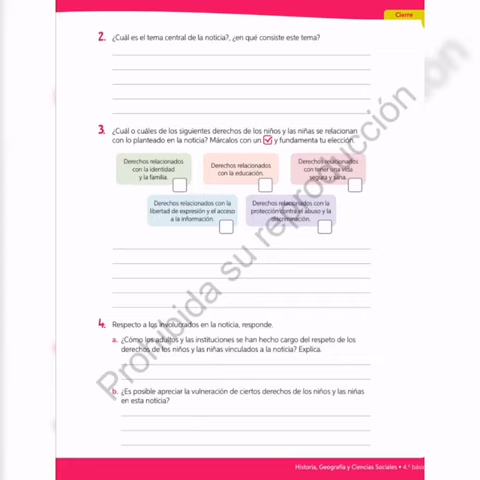 Cierre
2. ¿Cuál es el tema central de la noticia?, ¿en qué consiste este tema?
3. ¿Cuál o cuáles de los siguientes derechos de los niños y las niñas se relacionan
con lo planteado en la noticia? Márcalos con un ✓ y fundamenta tu elección.
Derechos relacionados
con la identidad
y la familia.
Derechos relacionados
con la educación.
Derechos relacionados
con tener una vida
segura y sana.
Derechos relacionados con la
libertad de expresión y el acceso
a la información.
Derechos relacionados con la
protección contra el abuso y la
discriminación.
4. Respecto a los involucrados en la noticia, responde.
a. ¿Cómo los adultos y las instituciones se han hecho cargo del respeto de los
derechos de los niños y las niñas vinculados a la noticia? Explica.
b. ¿Es posible apreciar la vulneración de ciertos derechos de los niños y las niñas
en esta noticia?
Historia, Geografía y Ciencias Sociales • 4.° básic
Prohibida su reproducción